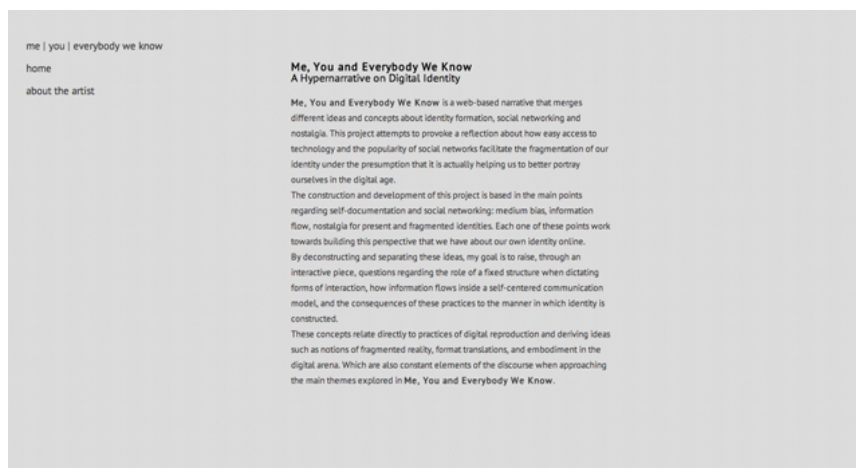 me | you | everybody we know
home
about the artist
Me, You and Everybody We Know
A Hypernarrative on Digital Identity
Me, You and Everybody We Know is a web-based narrative that merges
different ideas and concepts about identity formation, social networking and
nostalgia. This project attempts to provoke a reflection about how easy access to
technology and the popularity of social networks facilitate the fragmentation of our
identity under the presumption that it is actually helping us to better portray
ourselves in the digital age.
The construction and development of this project is based in the main points
regarding self-documentation and social networking: medium bias, information
flow, nostalgia for present and fragmented identities. Each one of these points work
towards building this perspective that we have about our own identity online.
By deconstructing and separating these ideas, my goal is to raise, through an
interactive piece, questions regarding the role of a fixed structure when dictating
forms of interaction, how information flows inside a self-centered communication
model, and the consequences of these practices to the manner in which identity is
constructed.
These concepts relate directly to practices of digital reproduction and deriving ideas
such as notions of fragmented reality, format translations, and embodiment in the
digital arena. Which are also constant elements of the discourse when approaching
the main themes explored in Me, You and Everybody We Know.